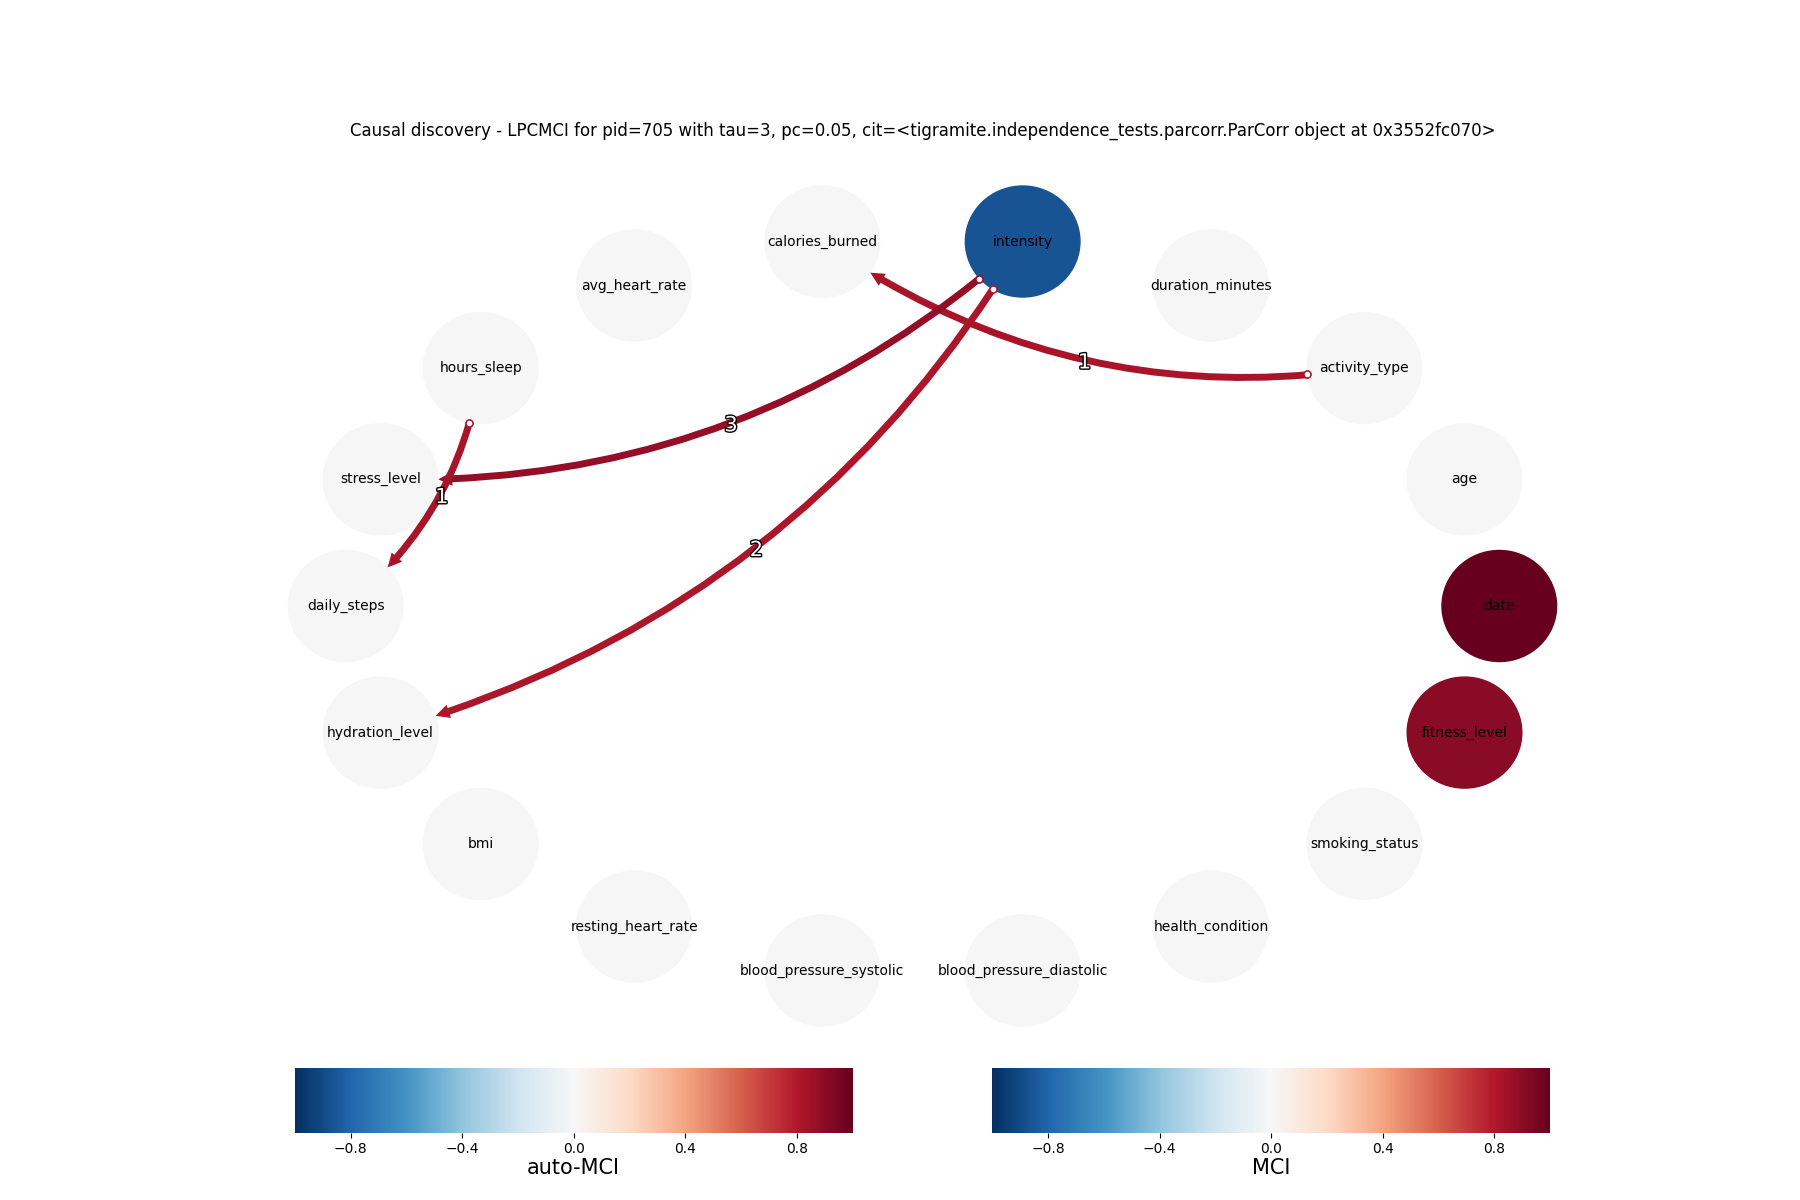 Causal discovery - LPCMCI for pid=705 with tau=3, pc=0.05, cit=<tigramite.independence_tests.parcorr.ParCorr object at 0x3552fc070>
calories_burned
intensity
avg_heart_rate
duration_minutes
1
hours_sleep
activity_type
3
stress_level
age
1
2
daily_steps
date
hydration_level
fitness_level
bmi
smoking_status
resting_heart_rate
health_condition
blood_pressure_systolic
blood_pressure_diastolic
−0.8 −0.4 0.0 0.4 0.8
auto-MCI
−0.8 −0.4 0.0 0.4 0.8
MCI